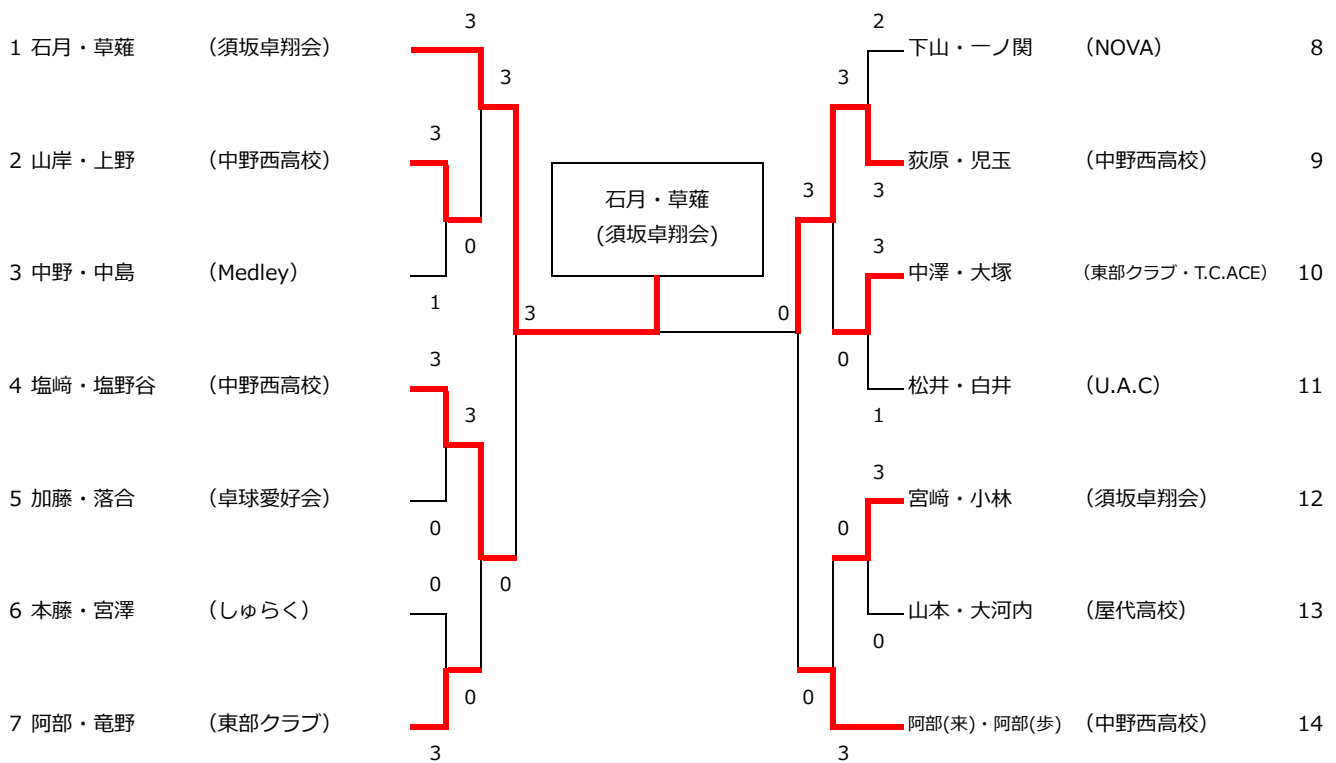 3
2
1 石月・草薙 (須坂卓翔会)
下山・一ノ関 (NOVA) 8
3
3
3
2 山岸・上野 (中野西高校)
荻原・児玉 (中野西高校) 9
3
3
石月・草薙
(須坂卓翔会)
0
3
3 中野・中島 (Medley)
中澤・大塚 (東部クラブ・T.C.ACE) 10
1
3
0
3
0
4 塩﨑・塩野谷 (中野西高校)
松井・白井 (U.A.C) 11
3
1
3
5 加藤・落合 (卓球愛好会)
宮﨑・小林 (須坂卓翔会) 12
0
0
0
0
6 本藤・宮澤 (しゅらく)
山本・大河内 (屋代高校) 13
0
0
0
7 阿部・竜野 (東部クラブ)
阿部(来)・阿部(歩) (中野西高校) 14
3
3